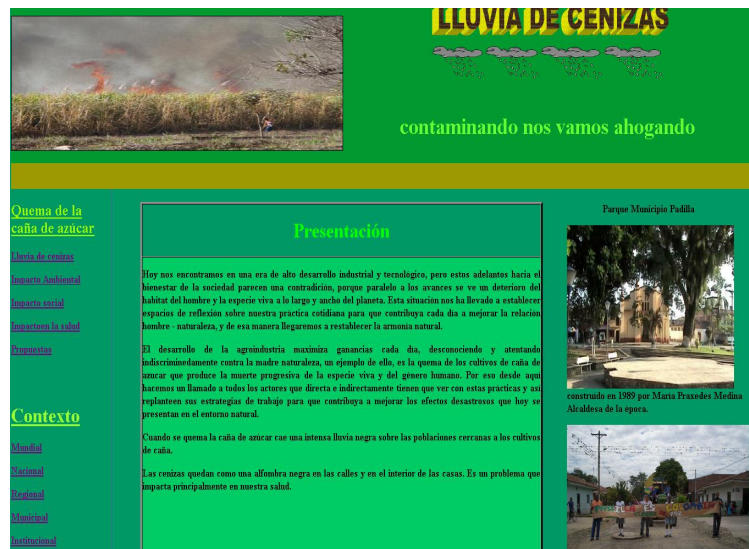 LLUVIA DE CENIZAS
contaminando nos vamos ahogando
Quema de la
caña de azúcar
Lluvia de cenizas
Impacto Ambiental
Impacto social
Impactoen la salud
Propuestas
Contexto
Mundial
Nacional
Regional
Municipal
Institucional
Presentación
Hoy nos encontramos en una era de alto desarrollo industrial y tecnológico, pero estos adelantos hacia el
bienestar de la sociedad parecen una contradición, porque paralelo a los avances se ve un deterioro del
habitat del hombre y la especie viva a lo largo y ancho del planeta. Esta situación nos ha llevado a establecer
espacios de reflexión sobre nuestra práctica cotidiana para que contribuya cada dia a mejorar la relación
hombre - naturaleza, y de esa manera llegaremos a restablecer la armonia natural.
El desarrollo de la agroindustria maximiza ganancias cada dia, desconociendo y atentando
indiscriminedamente contra la madre naturaleza, un ejemplo de ello, es la quema de los cultivos de caña de
azucar que produce la muerte progresiva de la especie viva y del género humano. Por eso desde aqui
hacemos un llamado a todos los actores que directa e indirectamente tienen que ver con estas prácticas y asi
replanteen sus estrategias de trabajo para que contribuya a mejorar los efectos desastrosos que hoy se
presentan en el entorno natural.
Cuando se quema la caña de azúcar cae una intensa lluvia negra sobre las poblaciones cercanas a los cultivos
de caña.
Las cenizas quedan como una alfombra negra en las calles y en el interior de las casas. Es un problema que
impacta principalmente en nuestra salud.
Parque Municipio Padilla
construido en 1989 por María Praxedes Medina
Alcaldesa de la época.
ES COLOMBIA